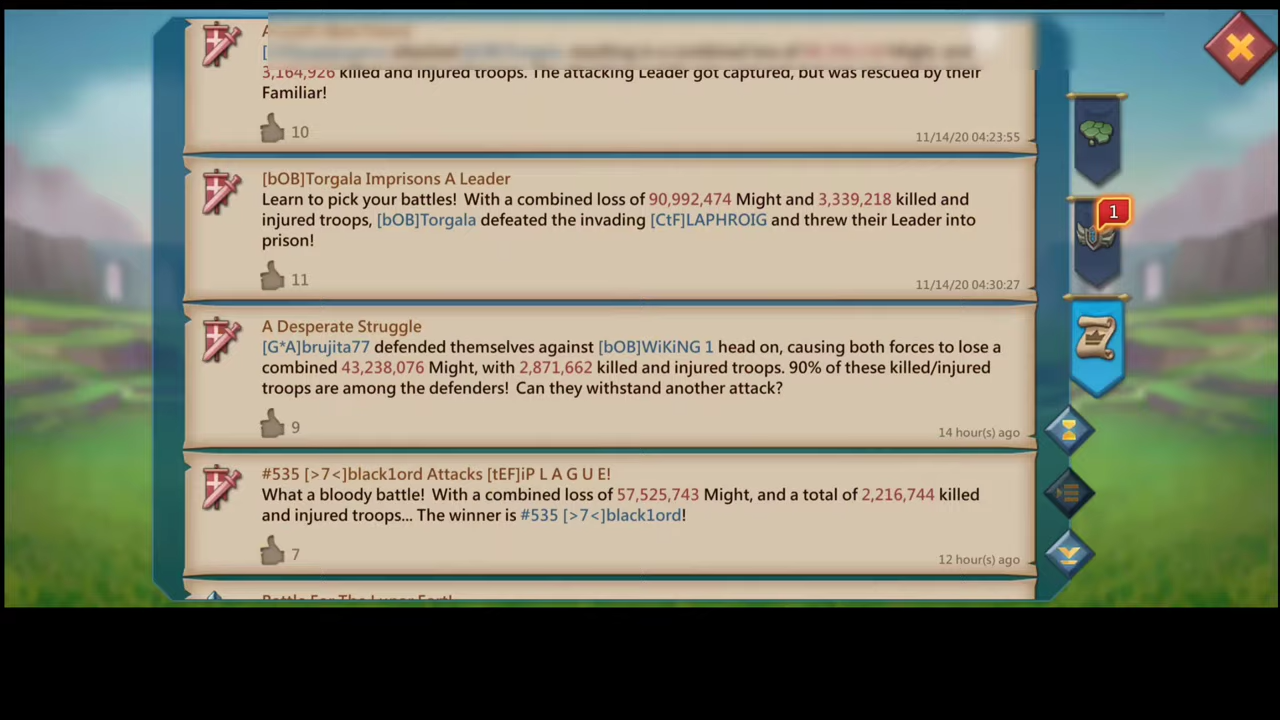 3,164,926 killed and injured troops. The attacking Leader got captured, but was rescued by their
Familiar!
10
11/14/20 04:23:55
[bOB]Torgala Imprisons A Leader
Learn to pick your battles! With a combined loss of 90,992,474 Might and 3,339,218 killed and
injured troops, [bOB]Torgala defeated the invading [CtF]LAPHROIG and threw their Leader into
prison!
11
11/14/20 04:30:27
1
A Desperate Struggle
[G*A]brujita77 defended themselves against [bOB]WiKiNG 1 head on, causing both forces to lose a
combined 43,238,076 Might, with 2,871,662 killed and injured troops. 90% of these killed/injured
troops are among the defenders! Can they withstand another attack?
9
14 hour(s) ago
#535 [>7<]black1ord Attacks [tEF]iP L A G U E!
What a bloody battle! With a combined loss of 57,525,743 Might, and a total of 2,216,744 killed
and injured troops... The winner is #535 [>7<]black1ord!
7
12 hour(s) ago
Battle For The Lunar Fort!